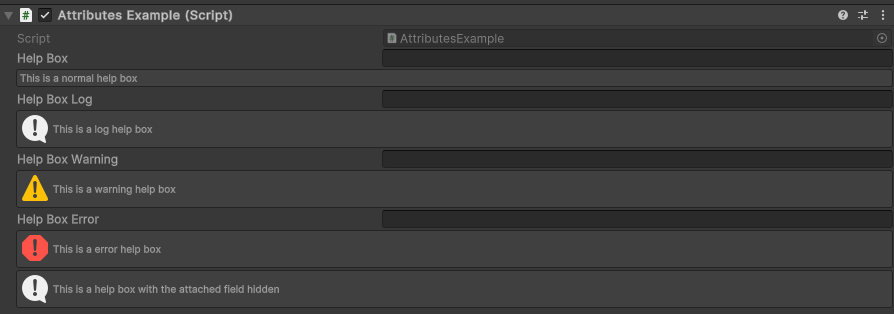 Attributes Example (Script)
Script AttributesExample
Help Box
This is a normal help box
Help Box Log
This is a log help box
Help Box Warning
This is a warning help box
Help Box Error
This is a error help box
This is a help box with the attached field hidden